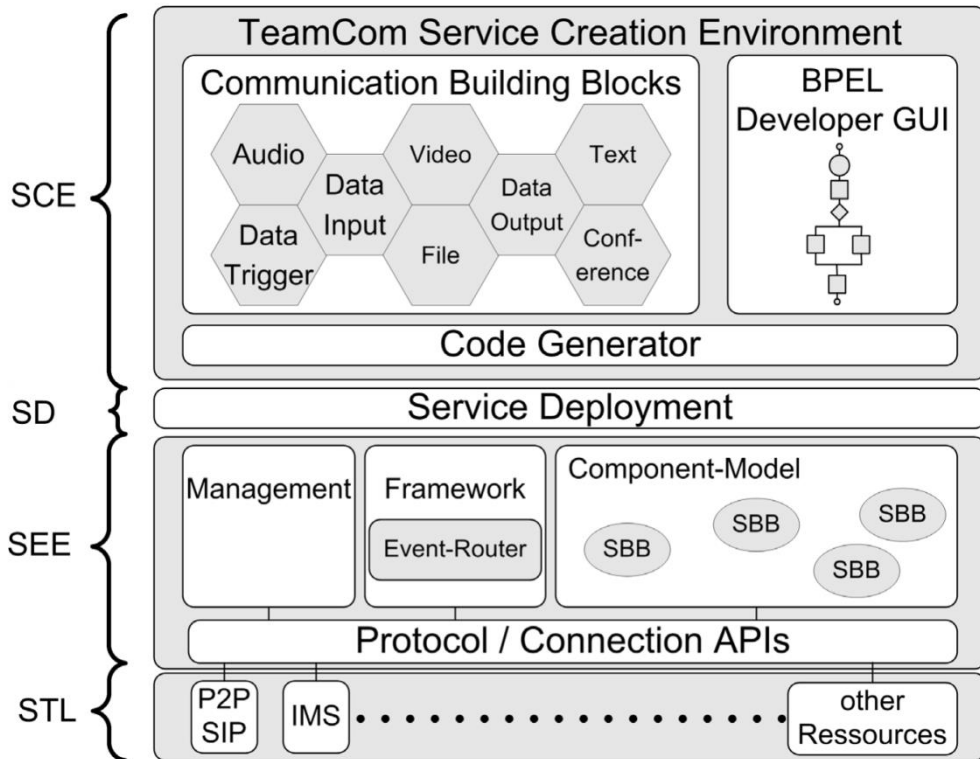 TeamCom Service Creation Environment
Communication Building Blocks
Audio
Video
Text
Data
Input
Data
Output
Data
Trigger
File
Conf-
erence
BPEL
Developer GUI
Code Generator
SCE
Service Deployment
SD
Management
Framework
Event-Router
Component-Model
SBB
SBB
SBB
SBB
SEE
Protocol / Connection APIs
STL
P2P
SIP
IMS
other
Ressources